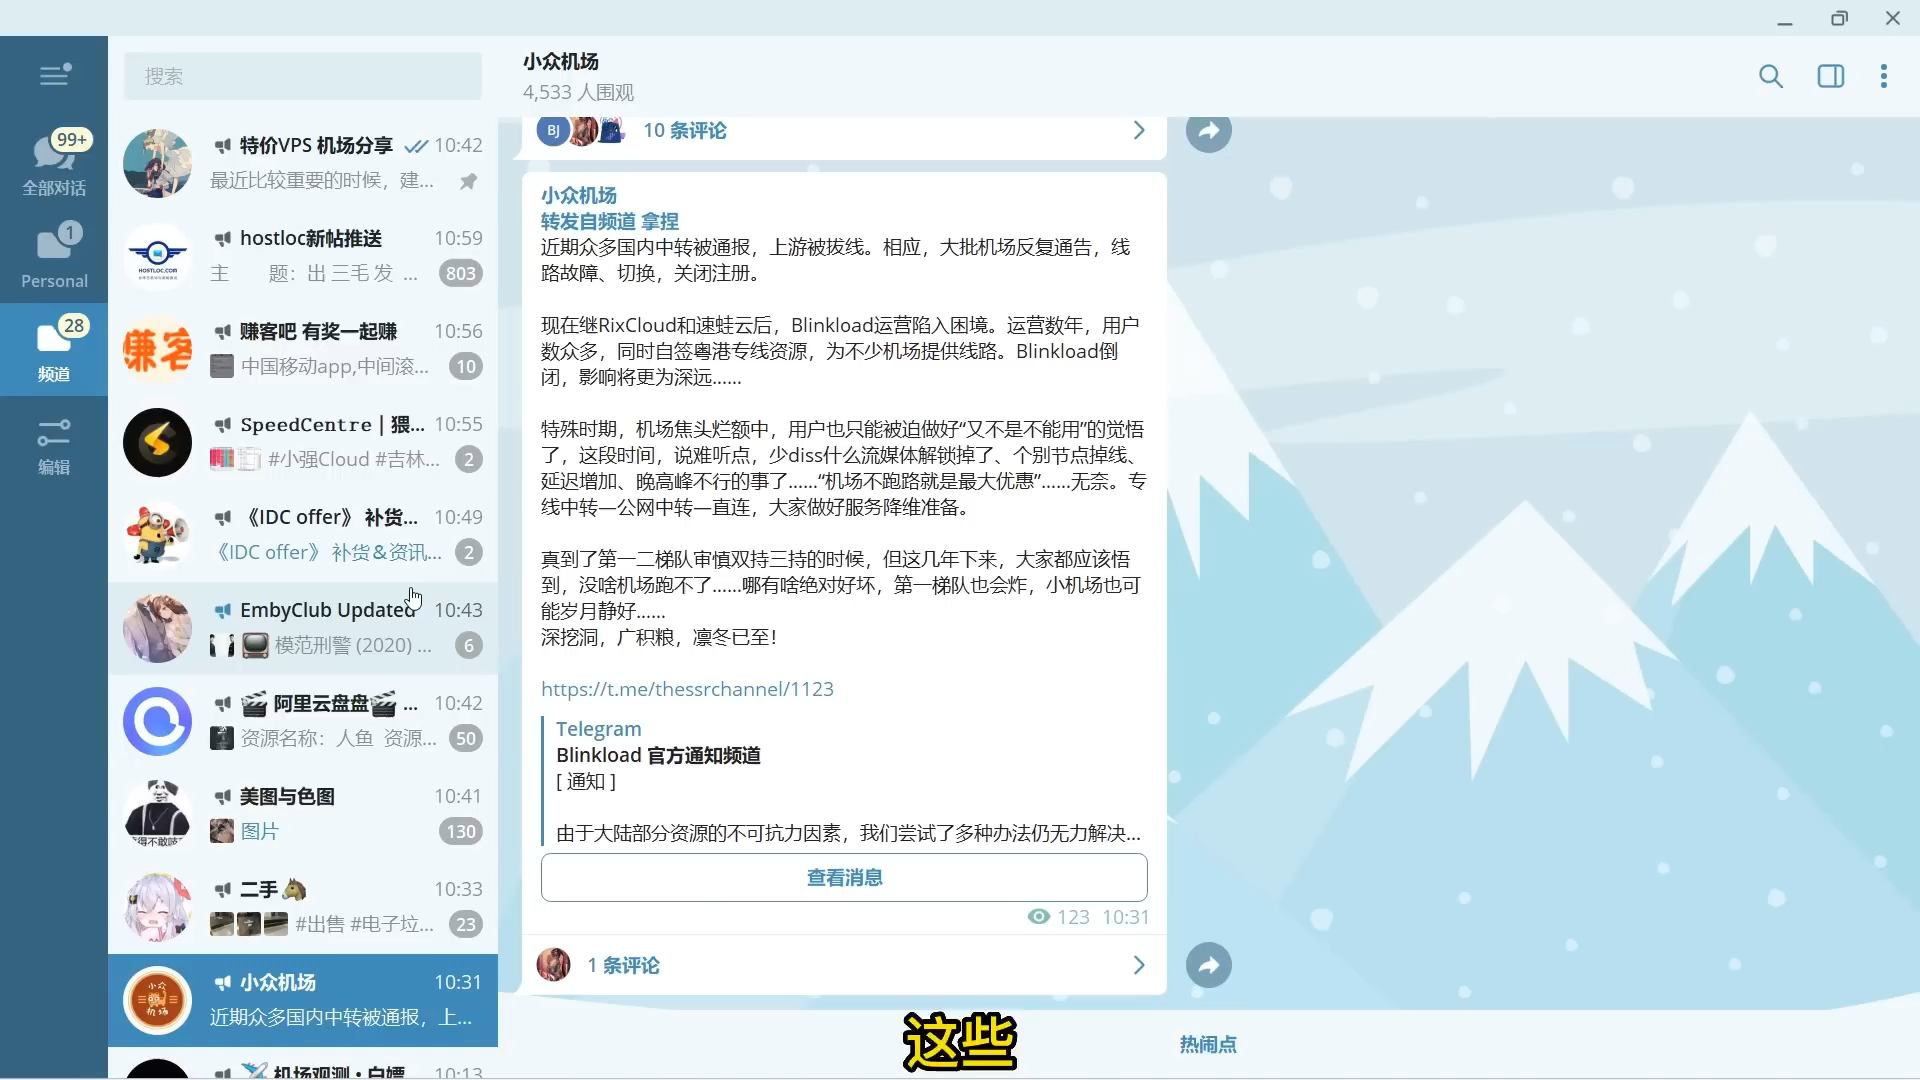 搜索
99+
全部对话
1
Personal
28
频道
编辑
特价VPS 机场分享 10:42
最近比较重要的时候，建...
HOSTLOC.COM
hostloc新帖推送 10:59
主 题：出 三毛 发 ... 803
赚客
赚客吧 有奖一起赚 10:56
中国移动app,中间滚... 10
SpeedCentre | 猥... 10:55
#小强Cloud #吉林... 2
《IDC offer》 补货... 10:49
《IDC offer》 补货&资讯... 2
EmbyClub Updated 10:43
模范刑警 (2020) ... 6
阿里云盘盘 ... 10:42
资源名称：人鱼 资源... 50
美图与色图 10:41
图片 130
二手 10:33
#出售 #电子垃... 23
小众
机场
小众机场 10:31
近期众多国内中转被通报，上...
机场观测 • 白嫖 10:13
小众机场
4,533 人围观
BJ 10 条评论
小众机场
转发自频道 拿捏
近期众多国内中转被通报，上游被拔线。相应，大批机场反复通告，线
路故障、切换，关闭注册。
现在继RixCloud和速蛙云后，Blinkload运营陷入困境。运营数年，用户
数众多，同时自签粤港专线资源，为不少机场提供线路。Blinkload倒
闭，影响将更为深远......
特殊时期，机场焦头烂额中，用户也只能被迫做好“又不是不能用”的觉悟
了，这段时间，说难听点，少diss什么流媒体解锁掉了、个别节点掉线、
延迟增加、晚高峰不行的事了......“机场不跑路就是最大优惠”......无奈。专
线中转—公网中转—直连，大家做好服务降维准备。
真到了第一二梯队审慎双持三持的时候，但这几年下来，大家都应该悟
到，没啥机场跑不了......哪有啥绝对好坏，第一梯队也会炸，小机场也可
能岁月静好......
深挖洞，广积粮，凛冬已至！
https://t.me/thessrchannel/1123
Telegram
Blinkload 官方通知频道
[ 通知 ]
由于大陆部分资源的不可抗力因素，我们尝试了多种办法仍无力解决...
查看消息
123 10:31
1 条评论
这些
热闹点